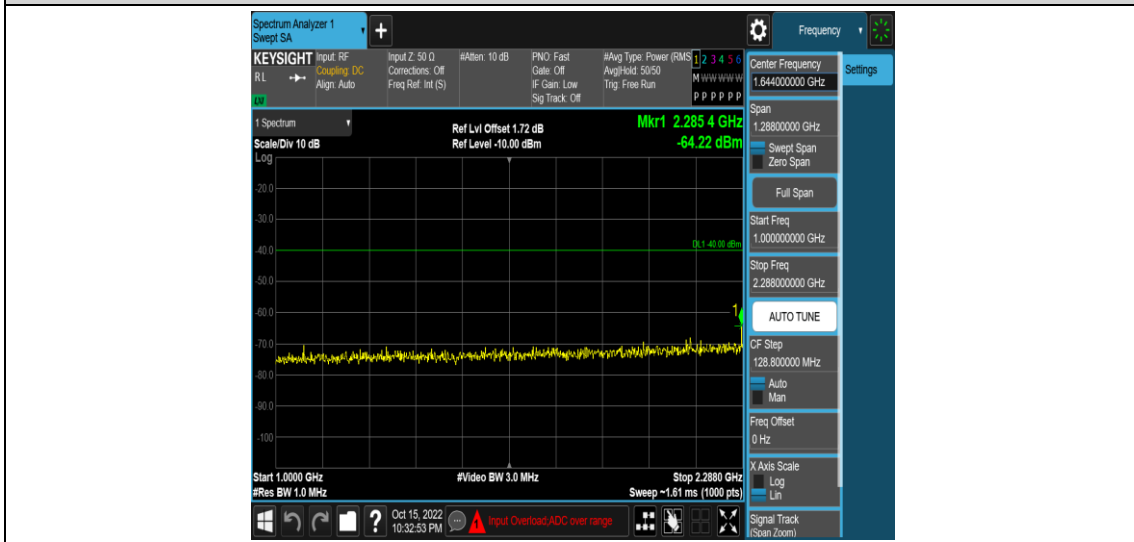 Spectrum Analyzer 1
Swept SA
+
Frequency
KEYSIGHT
RL
LXI
Input: RF
Coupling: DC
Align: Auto
Input Z: 50 Ω
Corrections: Off
Freq Ref: Int (S)
#Atten: 10 dB
PNO: Fast
Gate: Off
IF Gain: Low
Sig Track: Off
#Avg Type: Power (RMS
Avg|Hold: 50/50
Trig: Free Run
1 2 3 4 5 6
M W W W W W
P P P P P P
Center Frequency
1.644000000 GHz
Settings
1 Spectrum
Scale/Div 10 dB
Log
Ref Lvl Offset 1.72 dB
Ref Level -10.00 dBm
Mkr1 2.285 4 GHz
-64.22 dBm
Span
1.28800000 GHz
Swept Span
Zero Span
Full Span
Start Freq
1.000000000 GHz
Stop Freq
2.288000000 GHz
AUTO TUNE
CF Step
128.800000 MHz
Auto
Man
Freq Offset
0 Hz
X Axis Scale
Log
Lin
Signal Track
(Span Zoom)
-20.0
-30.0
-40.0
DL1 -40.00 dBm
-50.0
-60.0
1
-70.0
-80.0
-90.0
-100
Start 1.0000 GHz
#Video BW 3.0 MHz
Stop 2.2880 GHz
#Res BW 1.0 MHz
Sweep ~1.61 ms (1000 pts)
?
Oct 15, 2022
10:32:53 PM
Input Overload;ADC over range